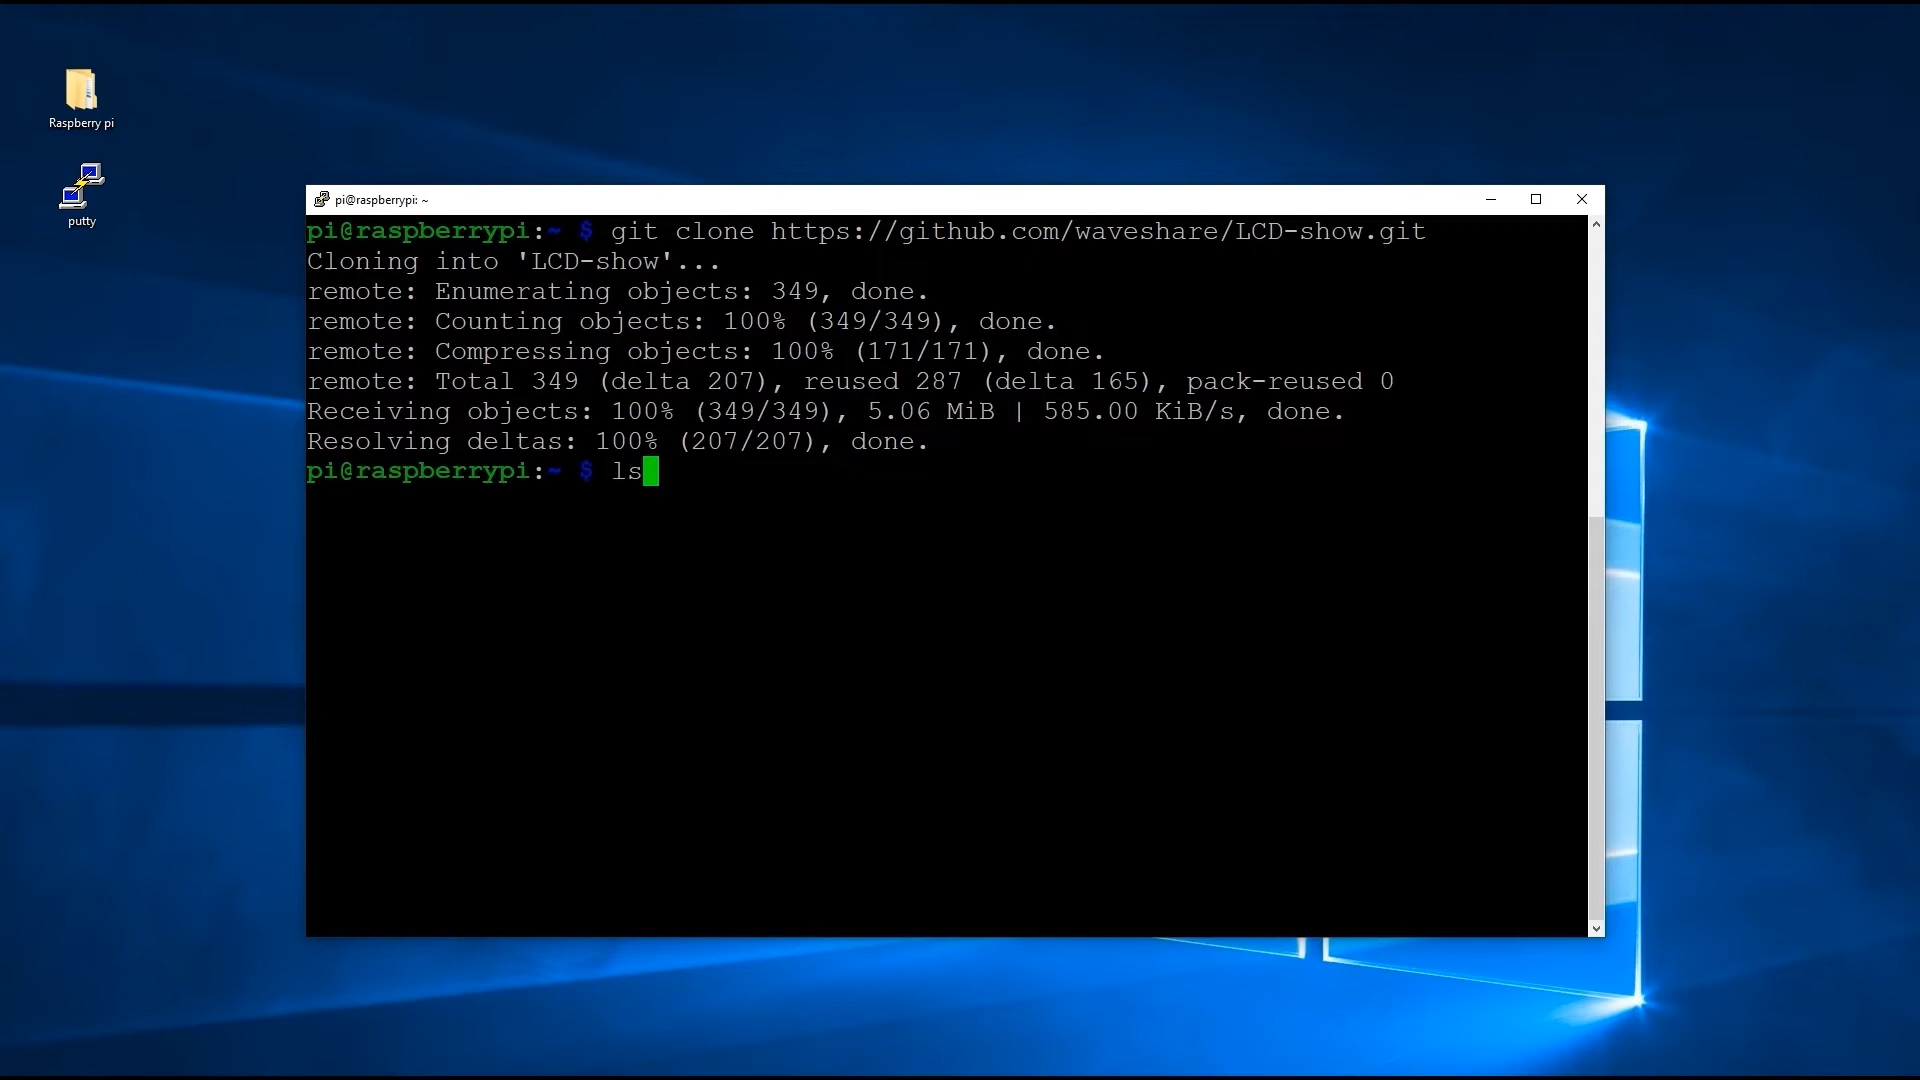 Raspberry pi
putty
pi@raspberrypi: ~
pi@raspberrypi:~ $ git clone https://github.com/waveshare/LCD-show.git
Cloning into 'LCD-show'...
remote: Enumerating objects: 349, done.
remote: Counting objects: 100% (349/349), done.
remote: Compressing objects: 100% (171/171), done.
remote: Total 349 (delta 207), reused 287 (delta 165), pack-reused 0
Receiving objects: 100% (349/349), 5.06 MiB | 585.00 KiB/s, done.
Resolving deltas: 100% (207/207), done.
pi@raspberrypi:~ $ ls